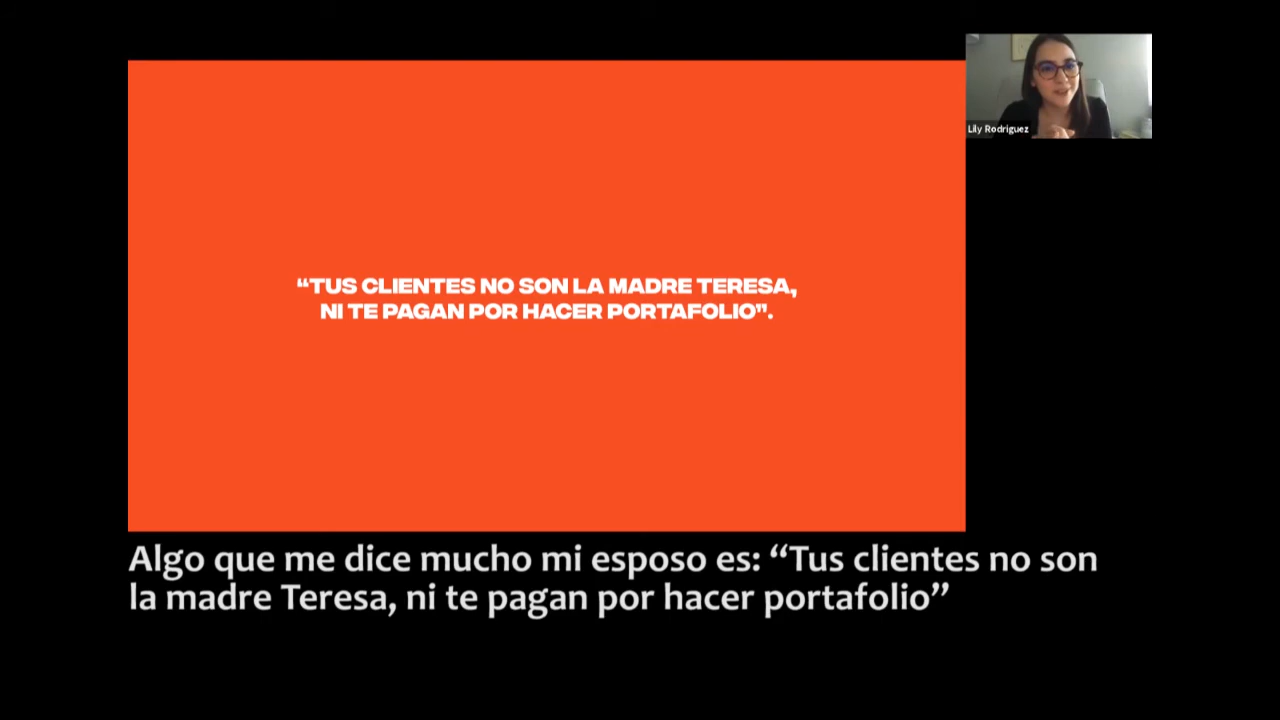 Lily Rodriguez
“TUS CLIENTES NO SON LA MADRE TERESA,
NI TE PAGAN POR HACER PORTAFOLIO”.
Algo que me dice mucho mi esposo es: “Tus clientes no son
la madre Teresa, ni te pagan por hacer portafolio”